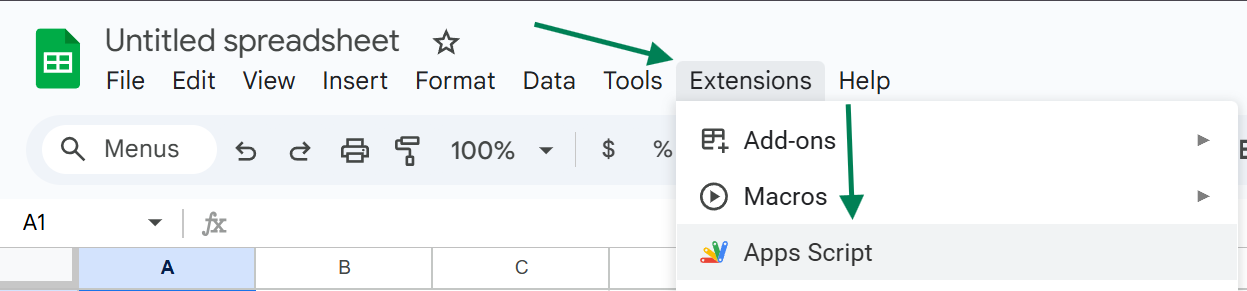 Untitled spreadsheet
File Edit View Insert Format Data Tools Extensions Help
Menus 100% $ % Add-ons
Macros
A1 Apps Script
A B C